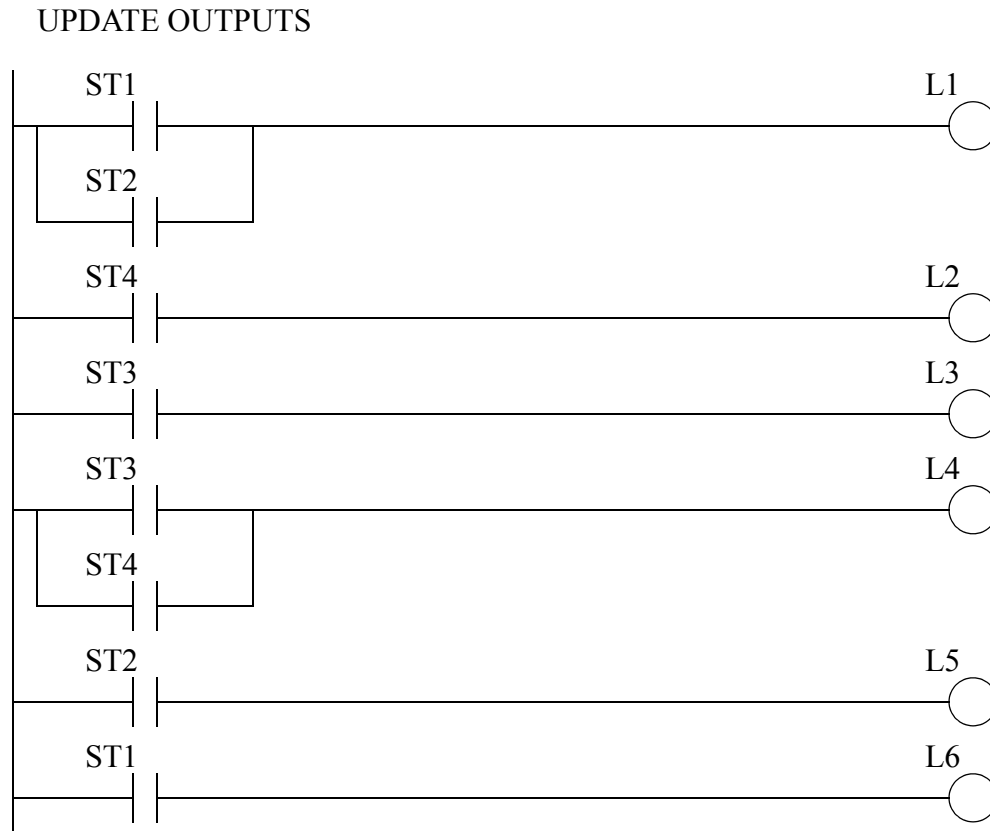 UPDATE OUTPUTS
ST1 L1
ST2
ST4 L2
ST3 L3
ST3 L4
ST4
ST2 L5
ST1 L6